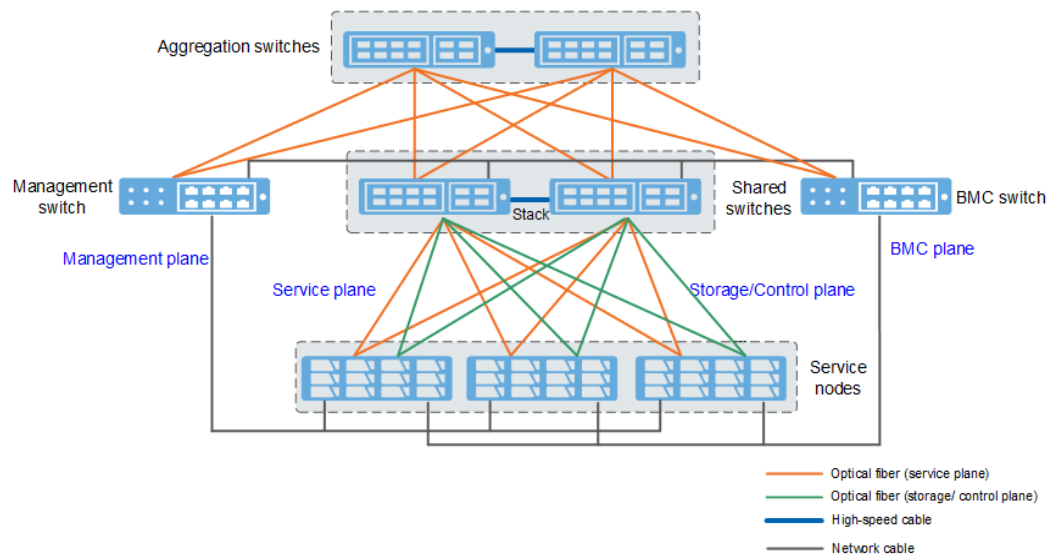 Aggregation switches
Management
switch
Shared
switches
BMC switch
Stack
Management plane
BMC plane
Service plane
Storage/Control plane
Service
nodes
Optical fiber (service plane)
Optical fiber (storage/ control plane)
High-speed cable
Network cable